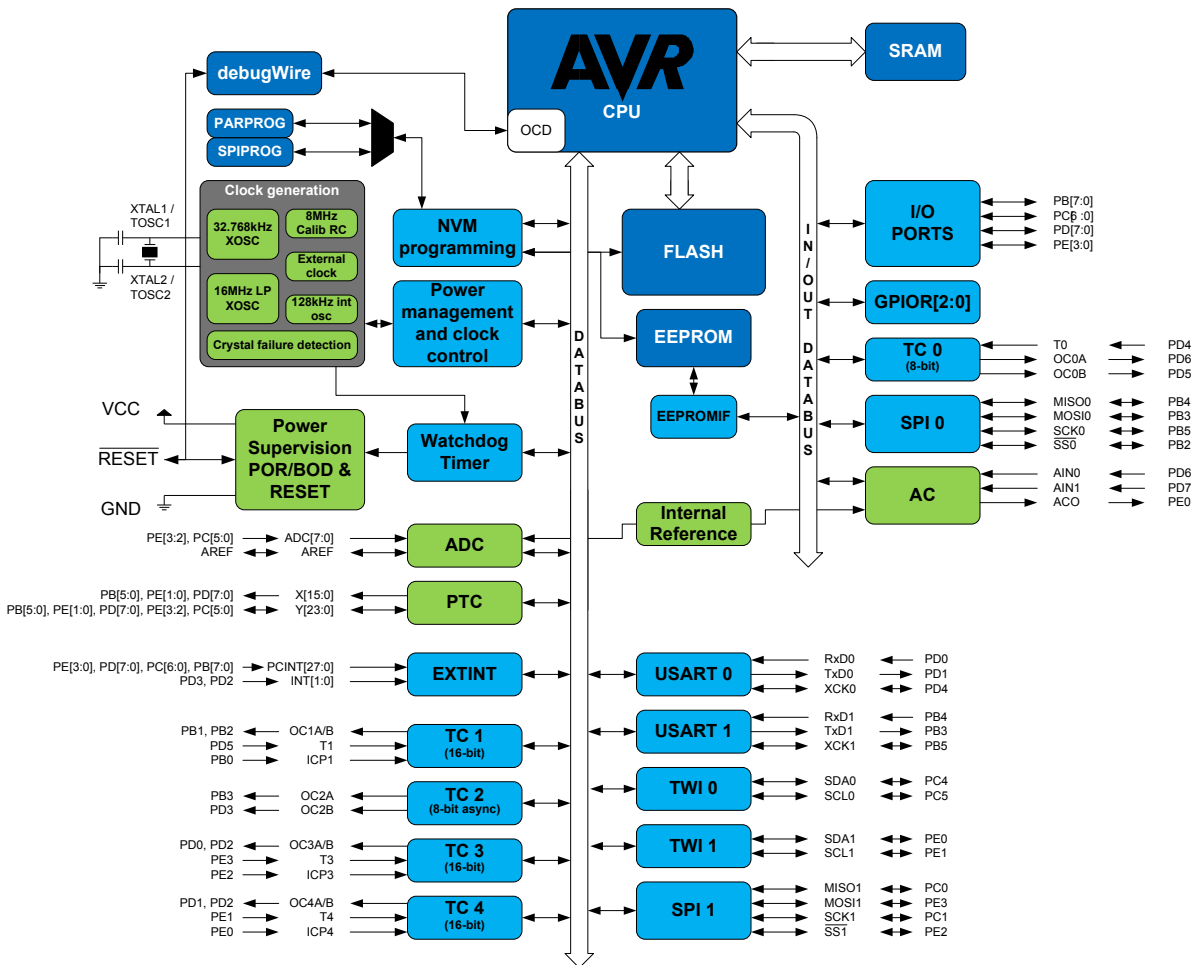 AVR
CPU
OCD
SRAM
debugWire
PARPROG
SPIPROG
Clock generation
32.768kHz
XOSC
8MHz
Calib RC
External
clock
16MHz LP
XOSC
128kHz int
osc
Crystal failure detection
XTAL1 /
TOSC1
XTAL2 /
TOSC2
NVM
programming
Power
management
and clock
control
FLASH
EEPROM
EEPROMIF
DATABUS
IN/OUT DATABUS
I/O
PORTS
PB[7:0]
PC[6:0]
PD[7:0]
PE[3:0]
GPIOR[2:0]
TC 0
(8-bit)
T0 PD4
OC0A PD6
OC0B PD5
SPI 0
MISO0 PB4
MOSI0 PB3
SCK0 PB5
SS0 PB2
AC
AIN0 PD6
AIN1 PD7
ACO PE0
VCC
RESET
GND
Power
Supervision
POR/BOD &
RESET
Watchdog
Timer
Internal
Reference
PE[3:2], PC[5:0] ADC[7:0]
AREF AREF
ADC
PB[5:0], PE[1:0], PD[7:0] X[15:0]
PB[5:0], PE[1:0], PD[7:0], PE[3:2], PC[5:0] Y[23:0]
PTC
PE[3:0], PD[7:0], PC[6:0], PB[7:0] PCINT[27:0]
PD3, PD2 INT[1:0]
EXTINT
PB1, PB2 OC1A/B
PD5 T1
PB0 ICP1
TC 1
(16-bit)
PB3 OC2A
PD3 OC2B
TC 2
(8-bit async)
PD0, PD2 OC3A/B
PE3 T3
PE2 ICP3
TC 3
(16-bit)
PD1, PD2 OC4A/B
PE1 T4
PE0 ICP4
TC 4
(16-bit)
USART 0
RxD0 PD0
TxD0 PD1
XCK0 PD4
USART 1
RxD1 PB4
TxD1 PB3
XCK1 PB5
TWI 0
SDA0 PC4
SCL0 PC5
TWI 1
SDA1 PE0
SCL1 PE1
SPI 1
MISO1 PC0
MOSI1 PE3
SCK1 PC1
SS1 PE2